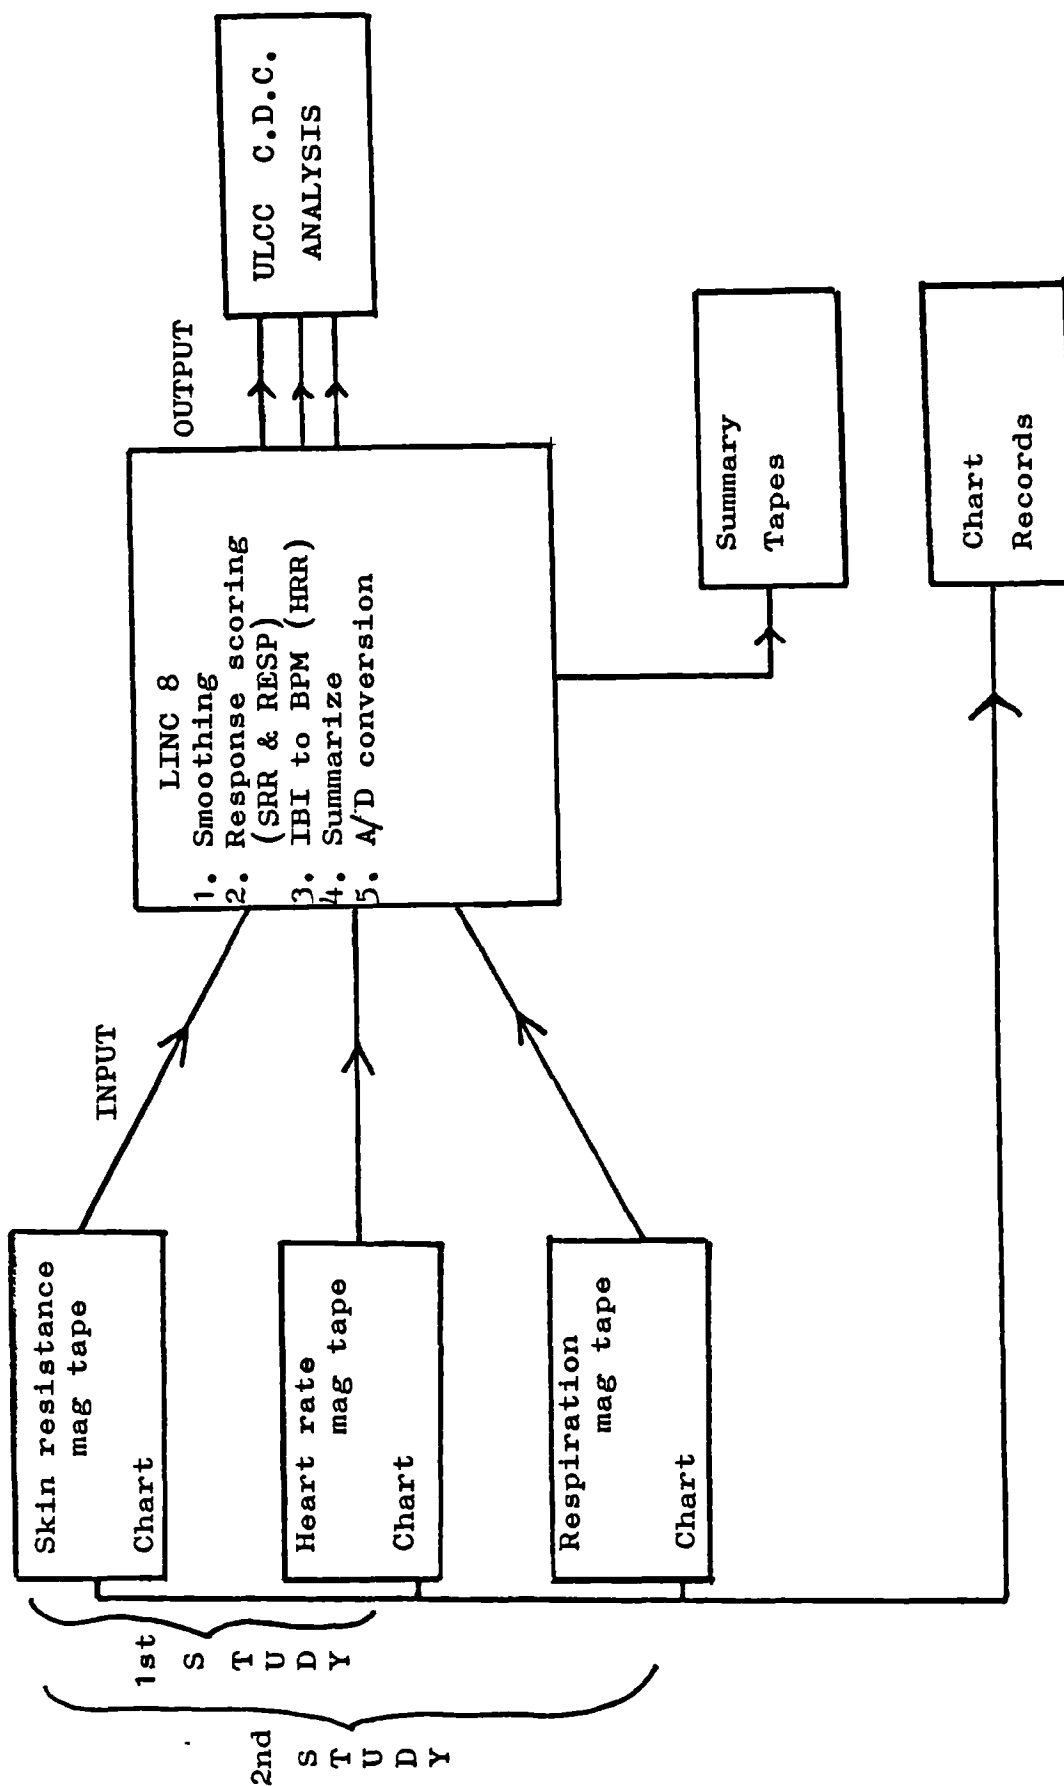 2nd
S
T
U
D
Y
1st
S
T
U
D
Y
Skin resistance
mag tape
Chart
Heart rate
mag tape
Chart
Respiration
mag tape
Chart
INPUT
LINC 8
1. Smoothing
2. Response scoring
(SRR & RESP)
3. IBI to BPM (HRR)
4. Summarize
5. A/D conversion
OUTPUT
ULCC C.D.C.
ANALYSIS
Summary
Tapes
Chart
Records